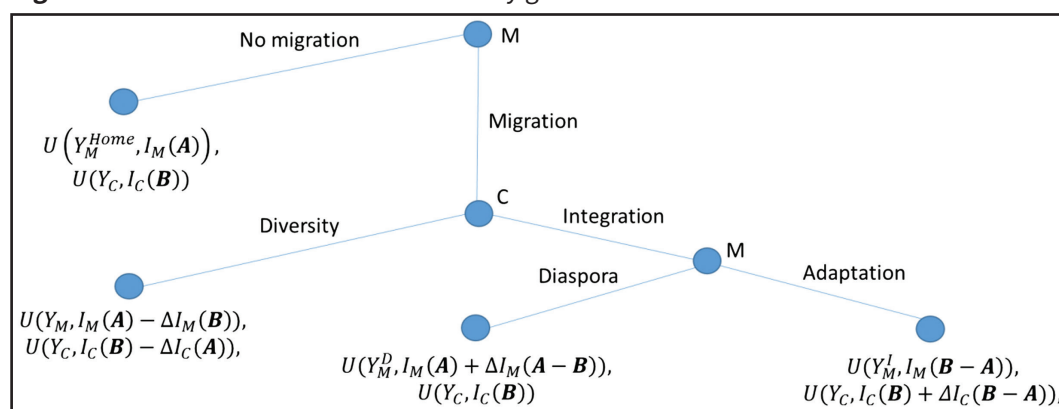 No migration
M
U(Y_M^{Home}, I_M(A)),
U(Y_C, I_C(B))
Migration
C
Diversity
Integration
M
Diaspora
Adaptation
U(Y_M, I_M(A) − ΔI_M(B)),
U(Y_C, I_C(B) − ΔI_C(A)),
U(Y_M^D, I_M(A) + ΔI_M(A − B)),
U(Y_C, I_C(B))
U(Y_M^I, I_M(B − A)),
U(Y_C, I_C(B) + ΔI_C(B − A)),